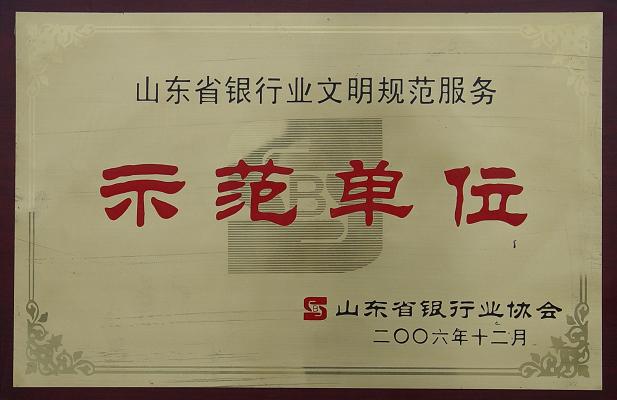 山东省银行业文明规范服务
示范单位
山东省银行业协会
二〇〇六年十二月